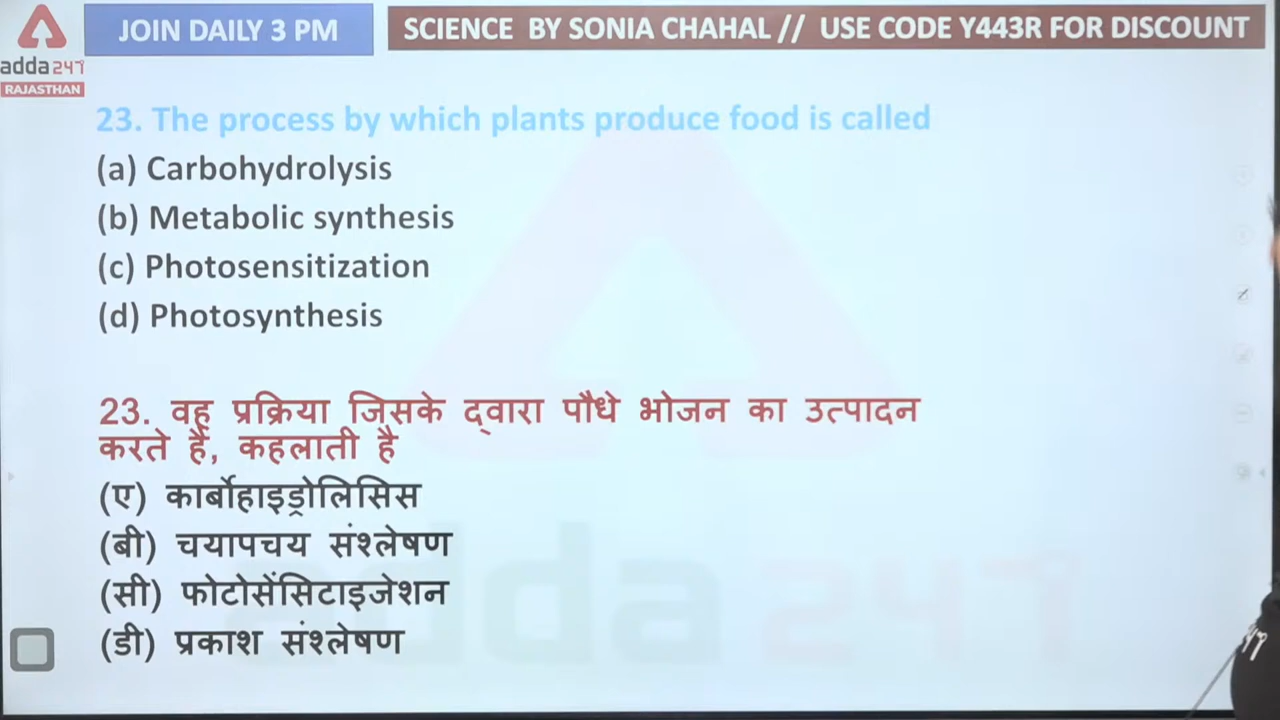 JOIN DAILY 3 PM
SCIENCE BY SONIA CHAHAL // USE CODE Y443R FOR DISCOUNT
adda247
RAJASTHAN
23. The process by which plants produce food is called
(a) Carbohydrolysis
(b) Metabolic synthesis
(c) Photosensitization
(d) Photosynthesis
23. वह प्रक्रिया जिसके द्वारा पौधे भोजन का उत्पादन
करते हैं, कहलाती है
(ए) कार्बोहाइड्रोलिसिस
(बी) चयापचय संश्लेषण
(सी) फोटोसेंसिटाइजेशन
(डी) प्रकाश संश्लेषण
adda247